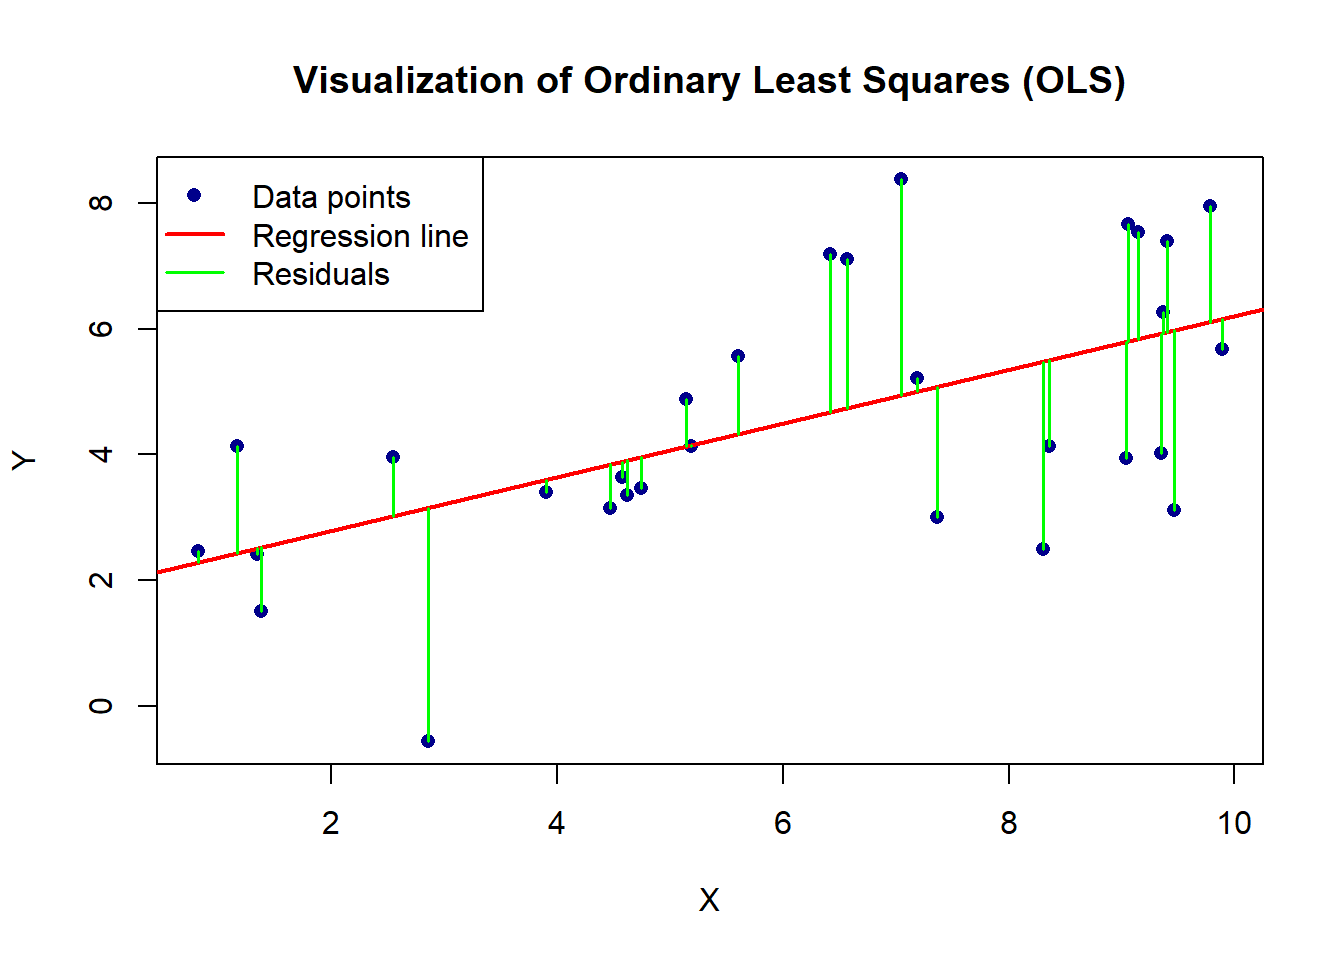 Visualization of Ordinary Least Squares (OLS)
Data points
Regression line
Residuals
8
6
4
2
0
Y
2 4 6 8 10
X